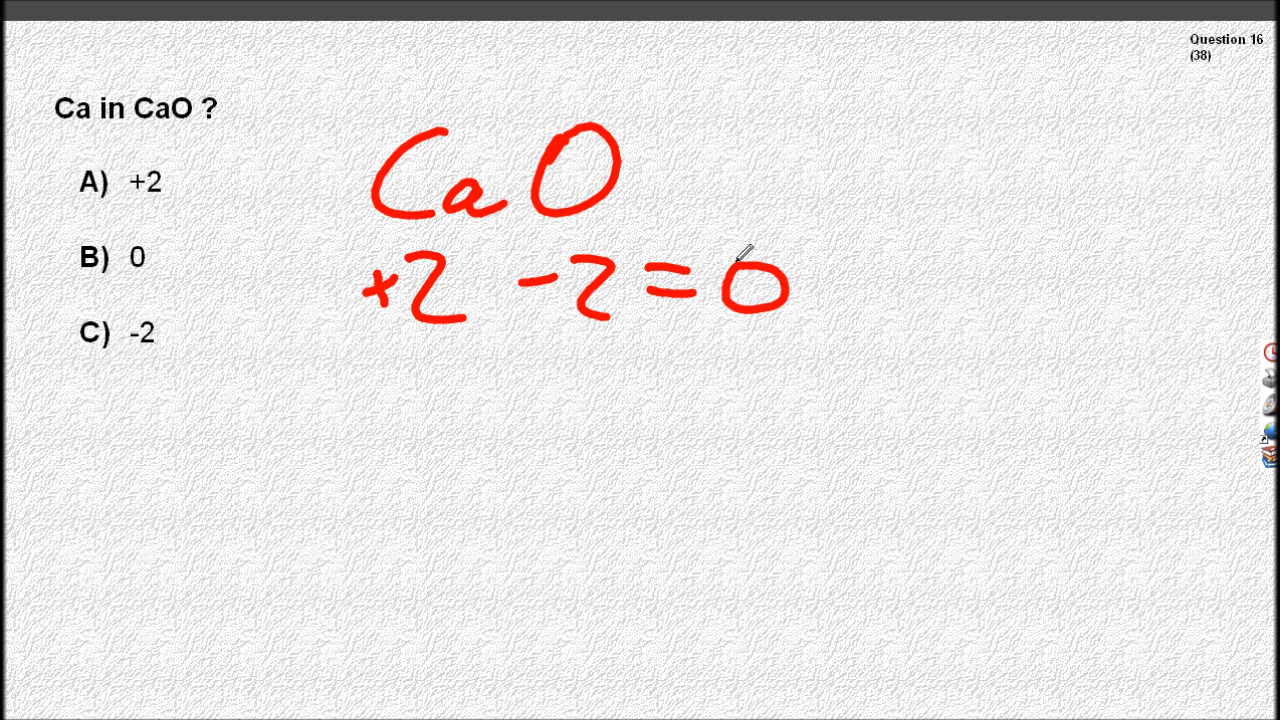 Question 16
(38)
Ca in CaO ?
A) +2
B) 0
C) -2
CaO
+2 -2 = 0